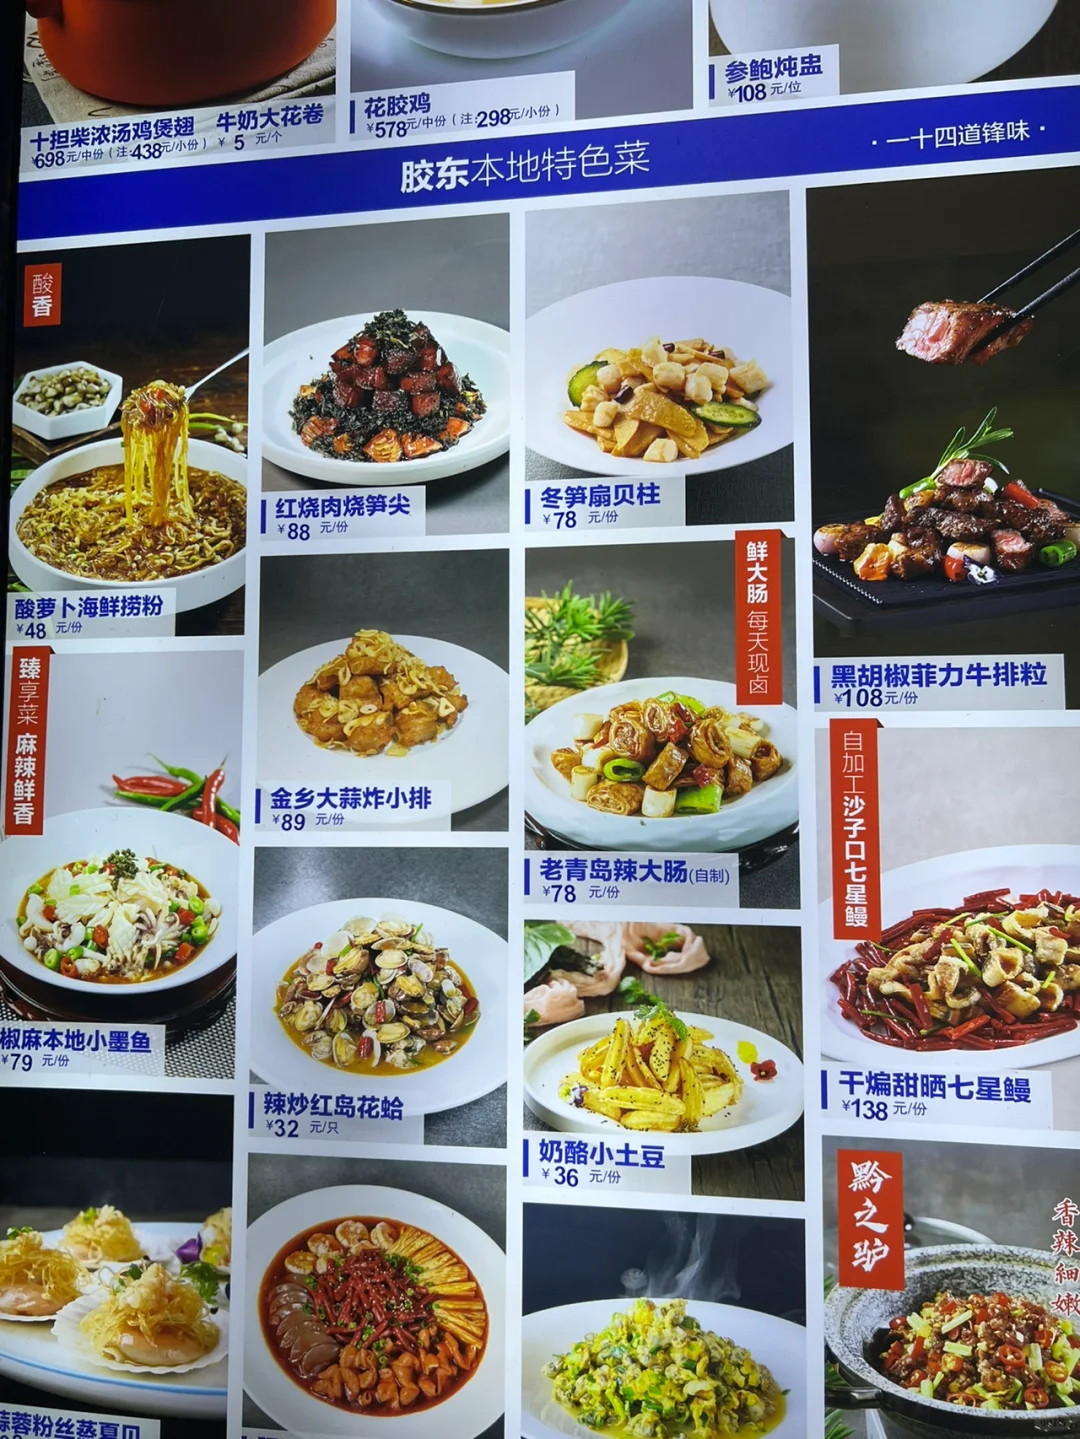 十担柴浓汤鸡煲翅
¥698元/中份（注:438元/小份）
牛奶大花卷
¥ 5 元/个
花胶鸡
¥578元/中份（注:298元/小份）
参鲍炖盅
¥108 元/位
胶东本地特色菜
·一十四道锋味·
酸
香
酸萝卜海鲜捞粉
¥48 元/份
红烧肉烧笋尖
¥88 元/份
冬笋扇贝柱
¥78 元/份
黑胡椒菲力牛排粒
¥108元/份
臻享菜 麻辣鲜香
椒麻本地小墨鱼
¥79 元/份
金乡大蒜炸小排
¥89 元/份
鲜大肠 每天现卤
老青岛辣大肠(自制)
¥78 元/份
自加工沙子口七星鳗
干煸甜晒七星鳗
¥138元/份
辣炒红岛花蛤
¥32 元/只
奶酪小土豆
¥36 元/份
黔之驴
香辣細嫩
蒜蓉粉丝蒸夏贝